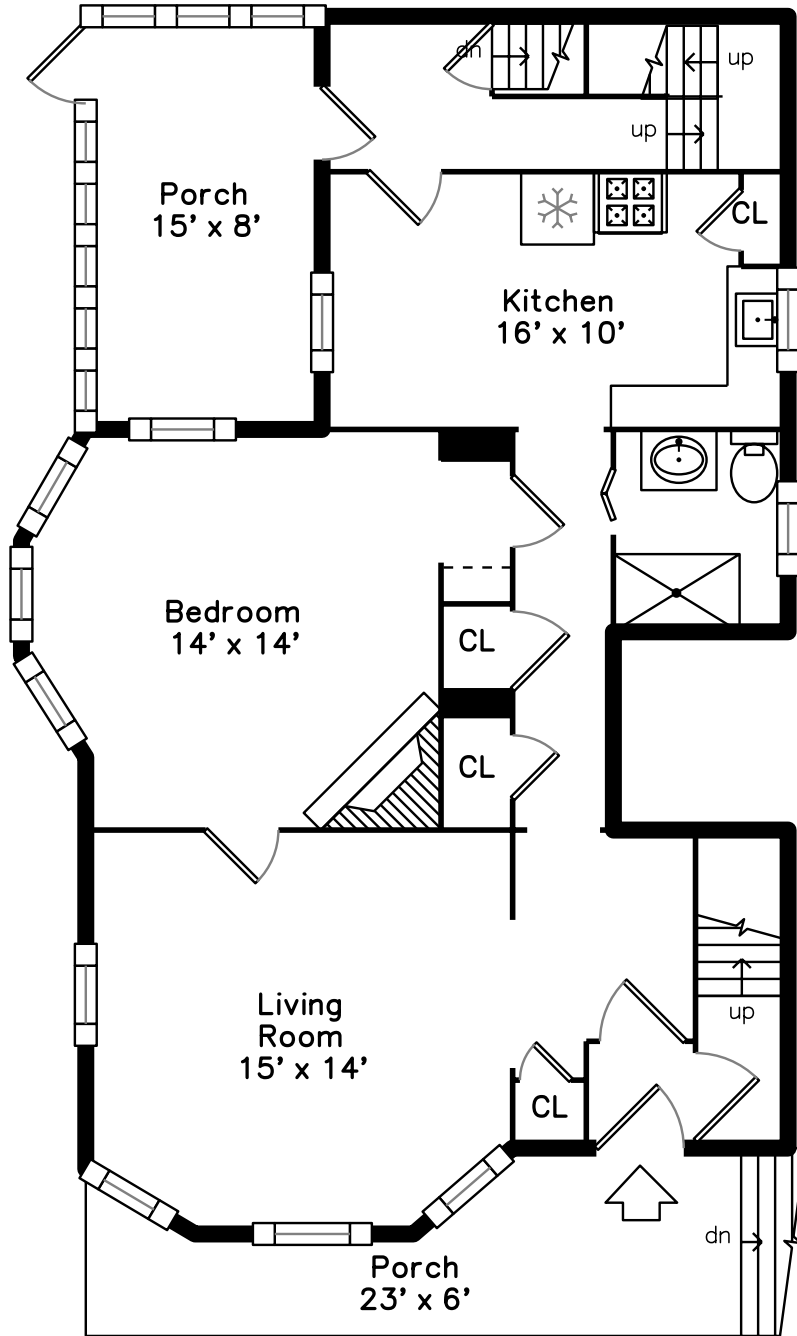 dn
up
up
Porch
15' x 8'
CL
Kitchen
16' x 10'
Bedroom
14' x 14'
CL
CL
Living
Room
15' x 14'
up
CL
dn
Porch
23' x 6'